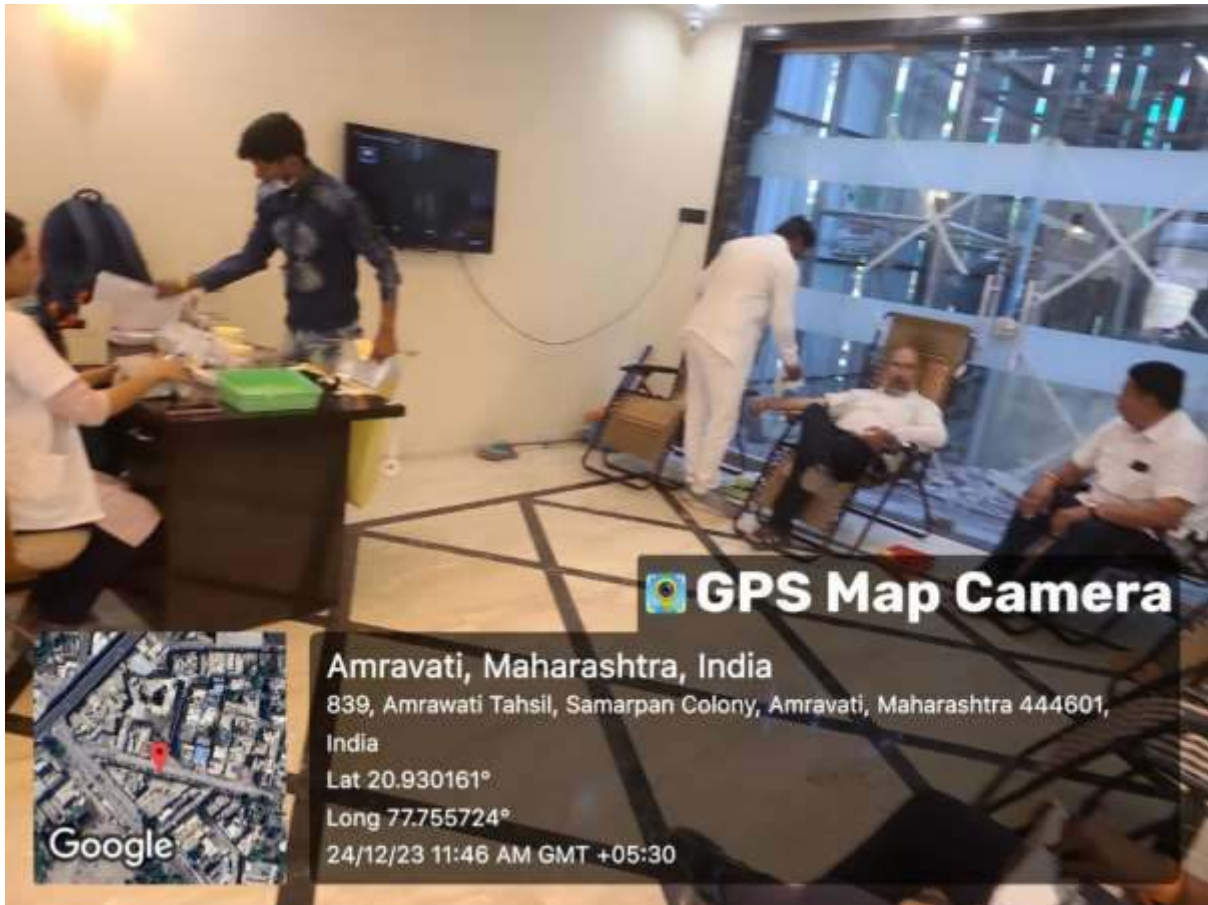 GPS Map Camera
Amravati, Maharashtra, India
839, Amrawati Tahsil, Samarpan Colony, Amravati, Maharashtra 444601,
India
Lat 20.930161°
Long 77.755724°
24/12/23 11:46 AM GMT +05:30
Google